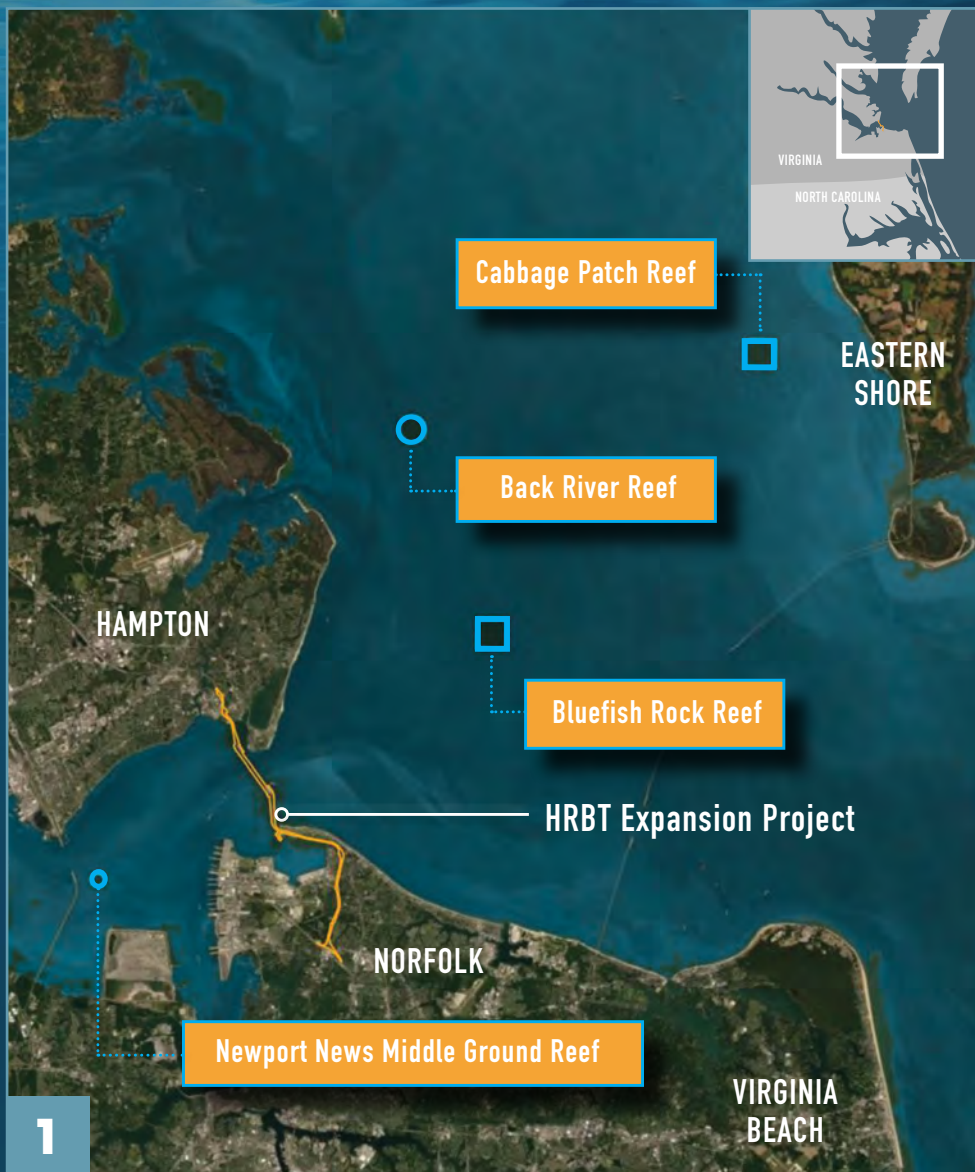 VIRGINIA
NORTH CAROLINA
Cabbage Patch Reef
EASTERN
SHORE
Back River Reef
HAMPTON
Bluefish Rock Reef
HRBT Expansion Project
NORFOLK
Newport News Middle Ground Reef
VIRGINIA
BEACH
1